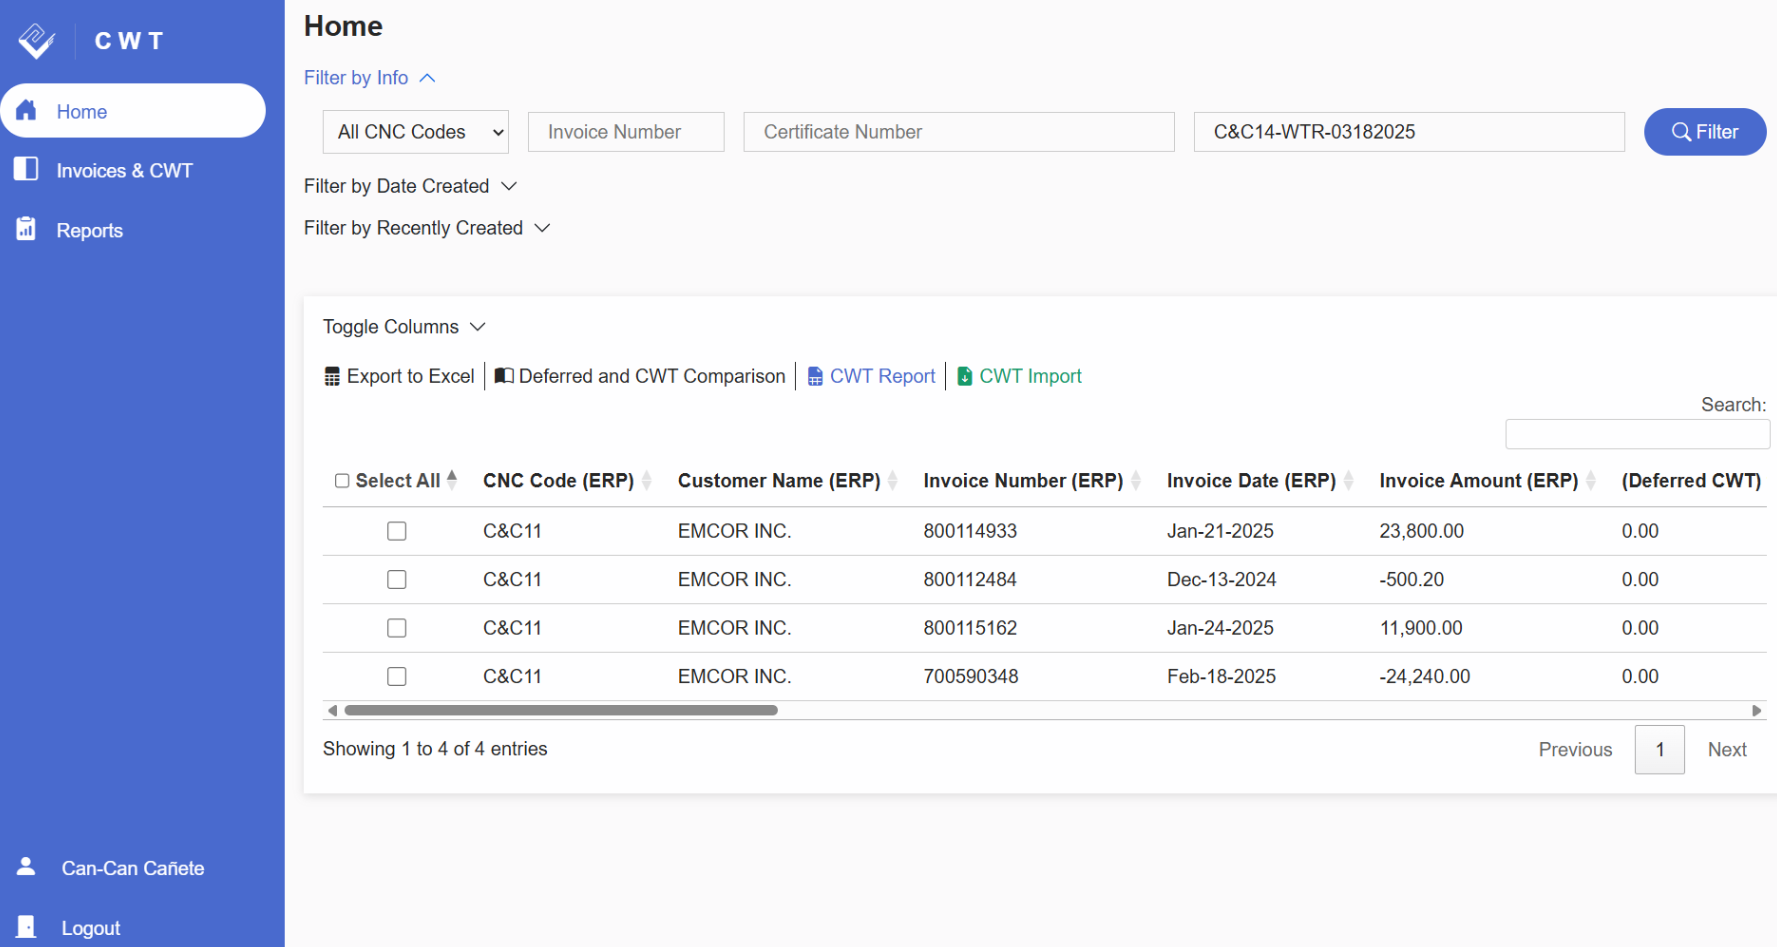 CWT
Home
Invoices & CWT
Reports
Can-Can Cañete
Logout
Home
Filter by Info
All CNC Codes
Invoice Number
Certificate Number
C&C14-WTR-03182025
Filter
Filter by Date Created
Filter by Recently Created
Toggle Columns
Export to Excel | Deferred and CWT Comparison | CWT Report | CWT Import
Search:
Select All CNC Code (ERP) Customer Name (ERP) Invoice Number (ERP) Invoice Date (ERP) Invoice Amount (ERP) (Deferred CWT)
C&C11 EMCOR INC. 800114933 Jan-21-2025 23,800.00 0.00
C&C11 EMCOR INC. 800112484 Dec-13-2024 -500.20 0.00
C&C11 EMCOR INC. 800115162 Jan-24-2025 11,900.00 0.00
C&C11 EMCOR INC. 700590348 Feb-18-2025 -24,240.00 0.00
Showing 1 to 4 of 4 entries
Previous 1 Next